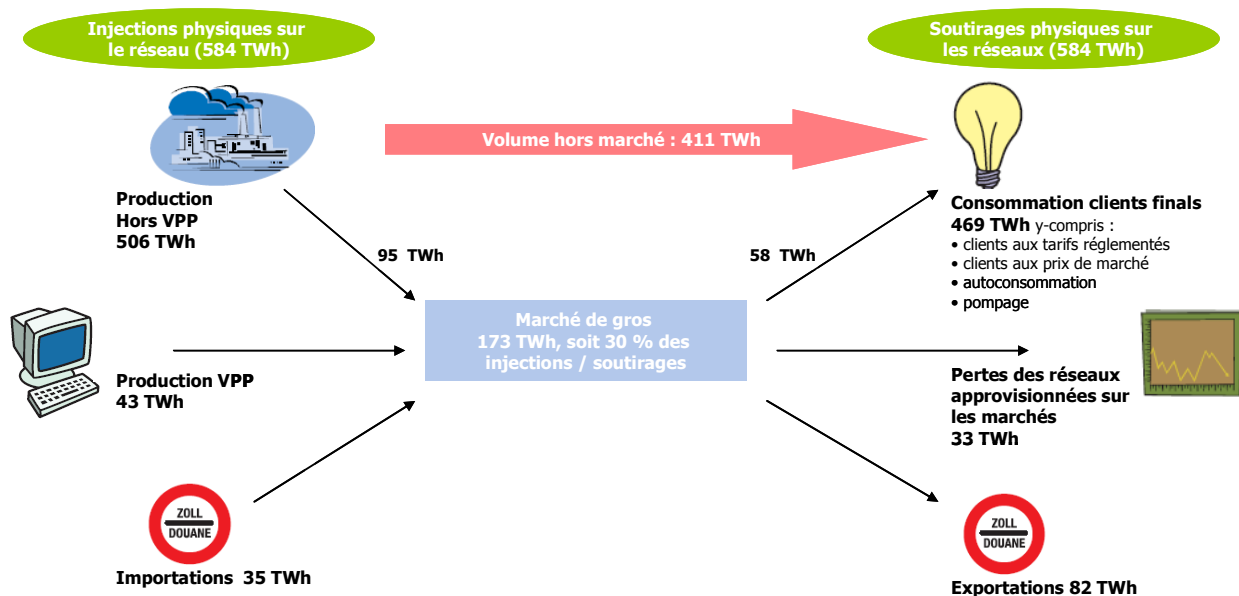 Injections physiques sur
le réseau (584 TWh)
Soutirages physiques sur
les réseaux (584 TWh)
Volume hors marché : 411 TWh
Production
Hors VPP
506 TWh
95 TWh
58 TWh
Consommation clients finals
469 TWh y-compris :
• clients aux tarifs réglementés
• clients aux prix de marché
• autoconsommation
• pompage
Marché de gros
173 TWh, soit 30 % des
injections / soutirages
Production VPP
43 TWh
Pertes des réseaux
approvisionnées sur
les marchés
33 TWh
ZOLL
DOUANE
Importations 35 TWh
ZOLL
DOUANE
Exportations 82 TWh